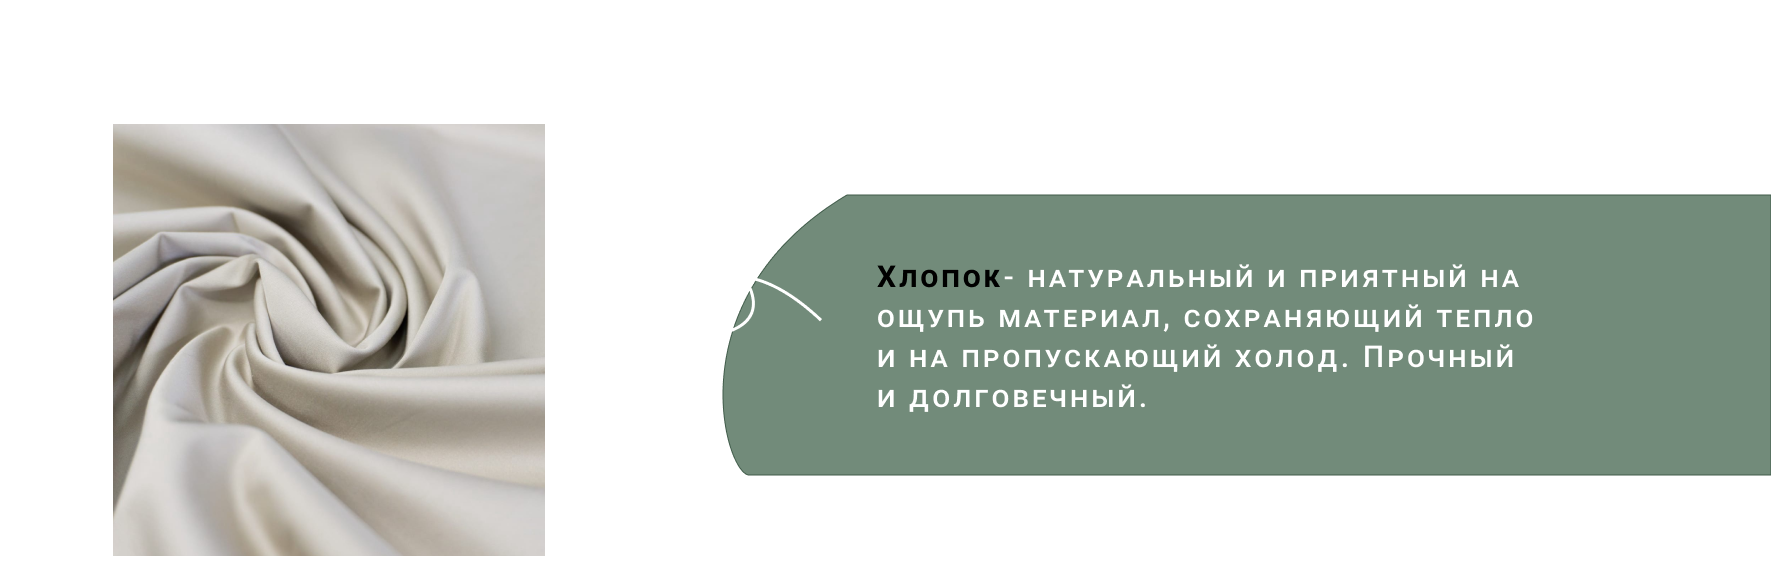 Хлопок- натуральный и приятный на
ощупь материал, сохраняющий тепло
и на пропускающий холод. Прочный
и долговечный.